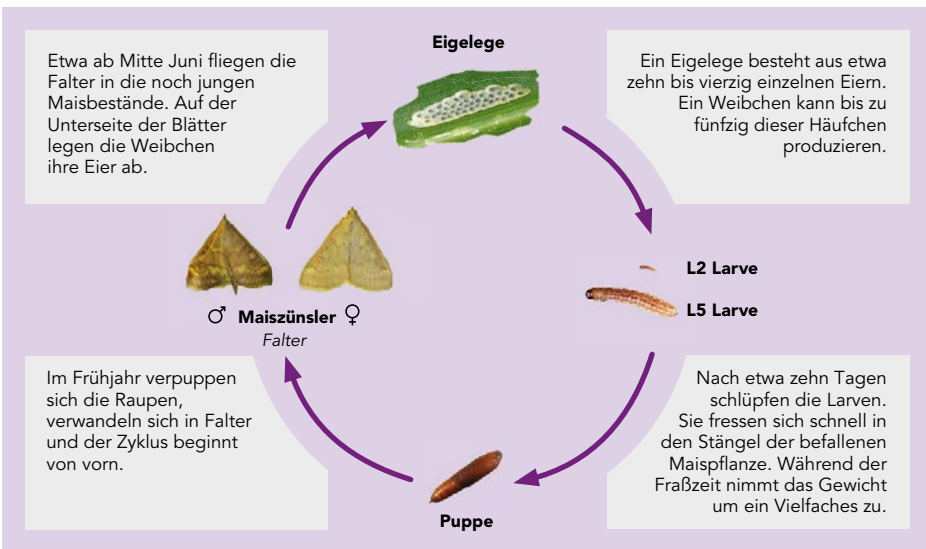 Eigelege
Etwa ab Mitte Juni fliegen die
Falter in die noch jungen
Maisbestände. Auf der
Unterseite der Blätter
legen die Weibchen
ihre Eier ab.
Ein Eigelege besteht aus etwa
zehn bis vierzig einzelnen Eiern.
Ein Weibchen kann bis zu
fünfzig dieser Häufchen
produzieren.
L2 Larve
L5 Larve
♂ Maiszünsler ♀
Falter
Im Frühjahr verpuppen
sich die Raupen,
verwandeln sich in Falter
und der Zyklus beginnt
von vorn.
Nach etwa zehn Tagen
schlüpfen die Larven.
Sie fressen sich schnell in
den Stängel der befallenen
Maispflanze. Während der
Fraßzeit nimmt das Gewicht
um ein Vielfaches zu.
Puppe